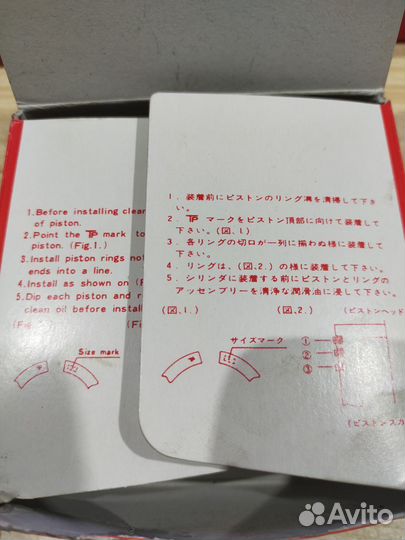 1.Before installing clean
of piston.
2.Point the TP mark to
piston. (Fig.1.)
3.Install piston rings not
ends into a line.
4.Install as shown on (F
5.Dip each piston and r
clean oil before instal
(Fig.
(Fi
Size mark
1. 装着前にピストンのリング溝を清掃して下さ
い。
2. TP マークをピストン頂部に向けて装着して
下さい。(図.1.)
3. 各リングの切口が一列に揃わぬ様に装着して
下さい。
4. リングは、(図.2.) の様に装着して下さい。
5. シリンダに装着する前にピストンとリングの
アッセンブリーを清浄な潤滑油に浸して下さい。
(図.1.)
(図.2.)
(ピストンヘッド
サイズマーク
①
②
③
(ピストンスカ
Avito